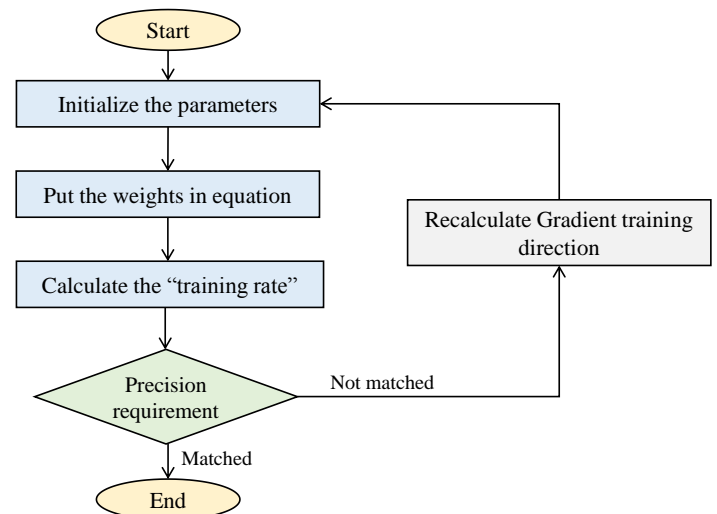 Start
Initialize the parameters
Put the weights in equation
Recalculate Gradient training
direction
Calculate the “training rate”
Precision
requirement
Not matched
Matched
End